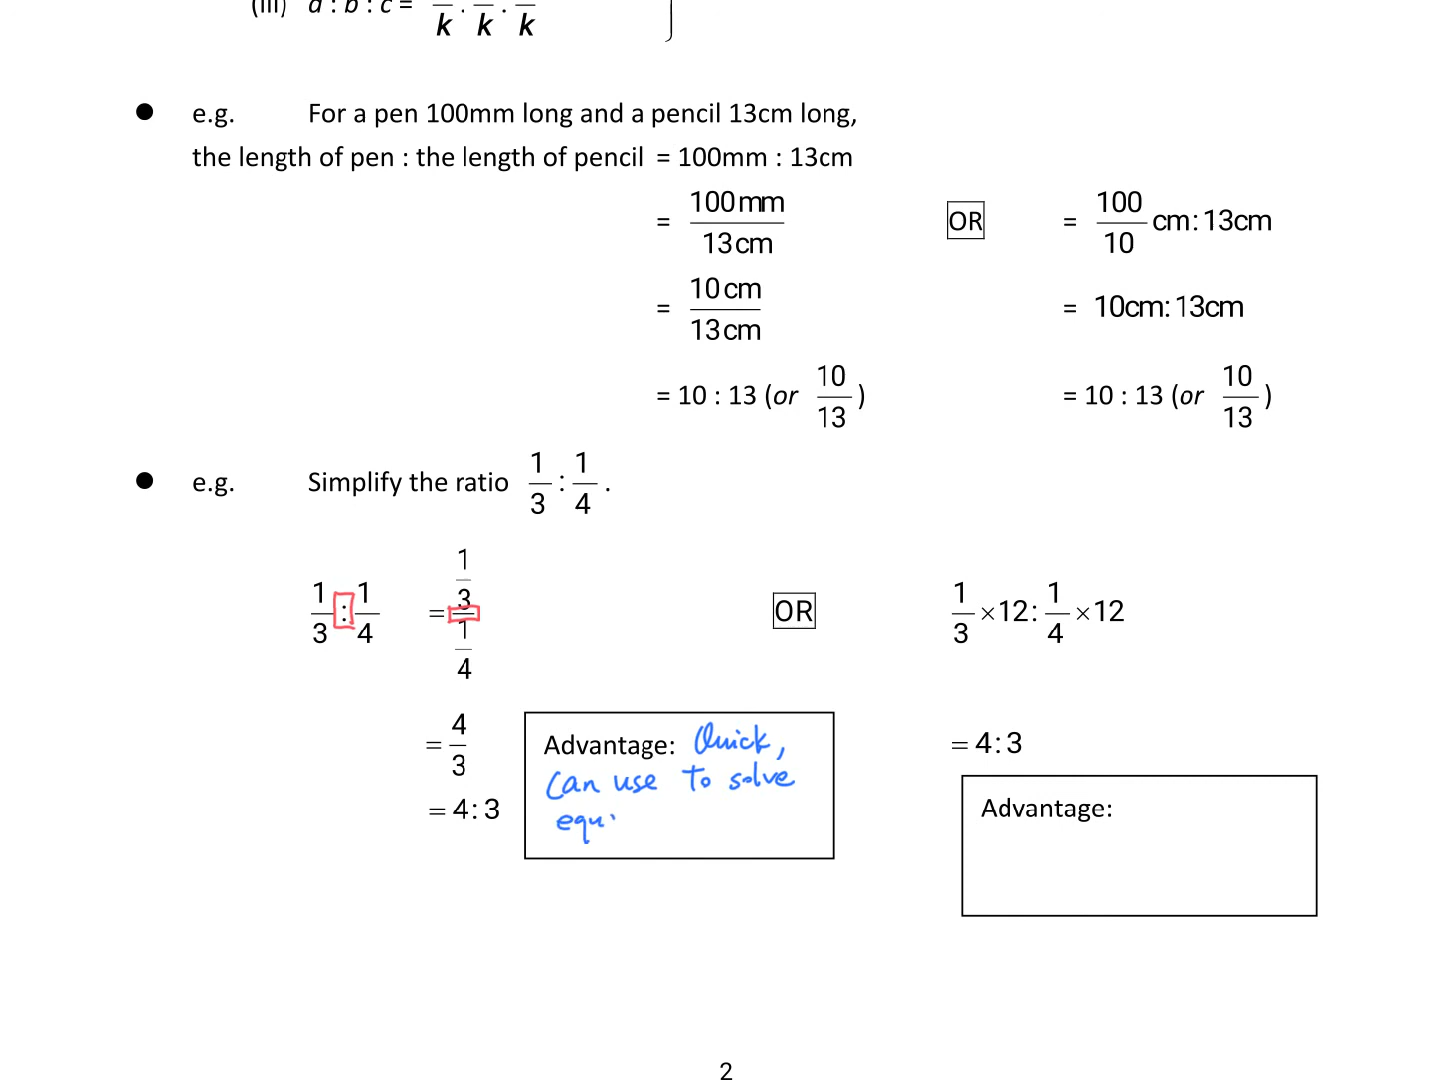 (iii) a : b : c = — . — . —
k k k
● e.g. For a pen 100mm long and a pencil 13cm long,
the length of pen : the length of pencil = 100mm : 13cm
= 100mm/13cm OR = 100/10 cm:13cm
= 10cm/13cm = 10cm:13cm
= 10 : 13 (or 10/13) = 10 : 13 (or 10/13)
● e.g. Simplify the ratio 1/3 : 1/4 .
1/3 : 1/4 = (1/3)/(1/4) OR 1/3 ×12: 1/4 ×12
= 4/3
Advantage: Quick,
can use to solve
equ.
= 4:3
= 4:3
Advantage:
2